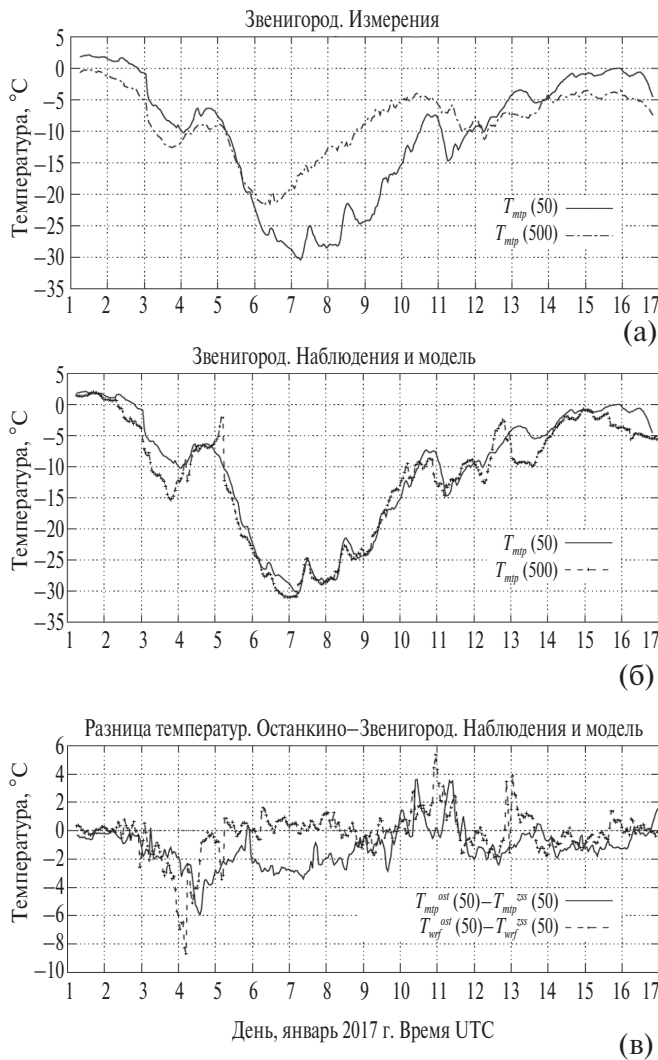 Звенигород. Измерения
Температура, °C
5
0
–5
–10
–15
–20
–25
–30
–35
T_mtp (50)
T_mtp (500)
1 2 3 4 5 6 7 8 9 10 11 12 13 14 15 16 17
(а)
Звенигород. Наблюдения и модель
Температура, °C
5
0
–5
–10
–15
–20
–25
–30
–35
T_mtp (50)
T_mtp (500)
1 2 3 4 5 6 7 8 9 10 11 12 13 14 15 16 17
(б)
Разница температур. Останкино–Звенигород. Наблюдения и модель
Температура, °C
6
4
2
0
–2
–4
–6
–8
–10
T_mtp^ost (50)–T_mtp^zss (50)
T_wrf^ost (50)–T_wrf^zss (50)
1 2 3 4 5 6 7 8 9 10 11 12 13 14 15 16 17
День, январь 2017 г. Время UTC
(в)